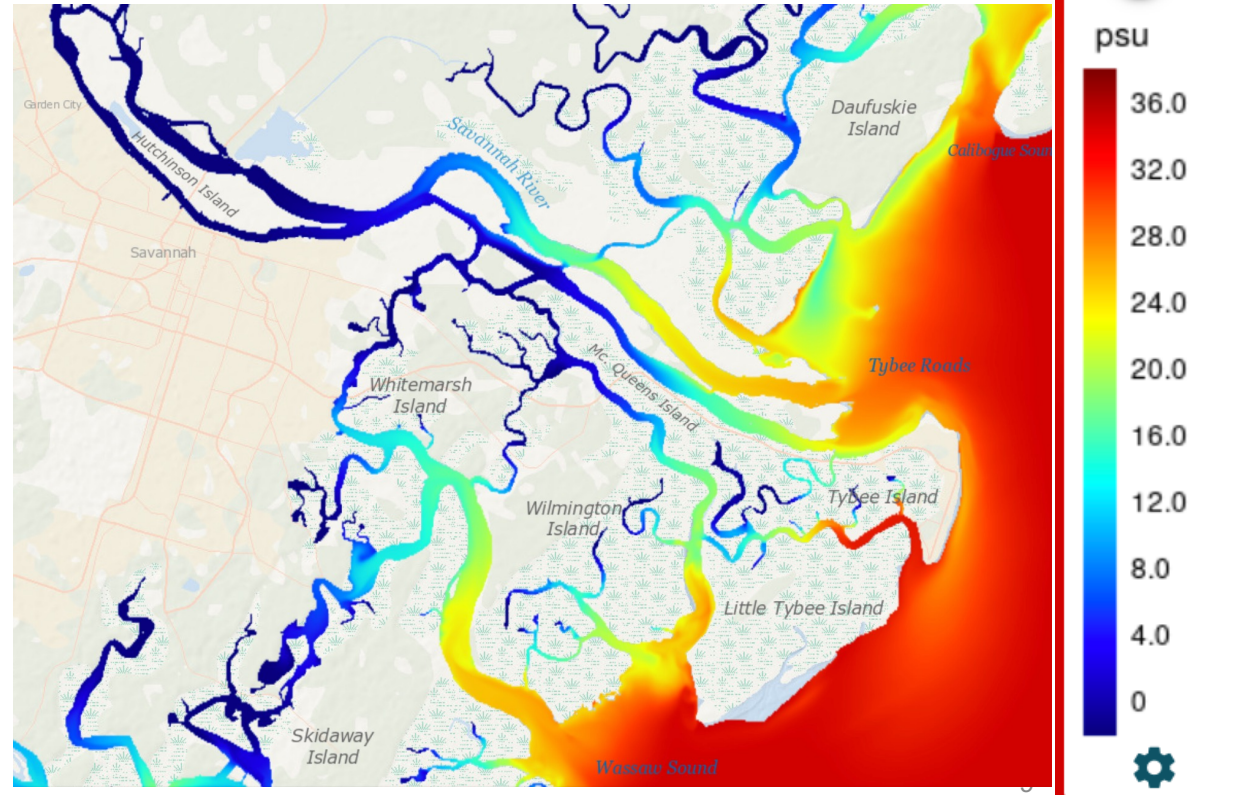 psu
Garden City
Daufuskie
Island
Savannah River
Hutchinson Island
Calibogue Soun
Savannah
Tybee Roads
Mc. Queens Island
Whitemarsh
Island
Wilmington
Island
Tybee Island
Little Tybee Island
Skidaway
Island
Wassaw Sound
36.0
32.0
28.0
24.0
20.0
16.0
12.0
8.0
4.0
0